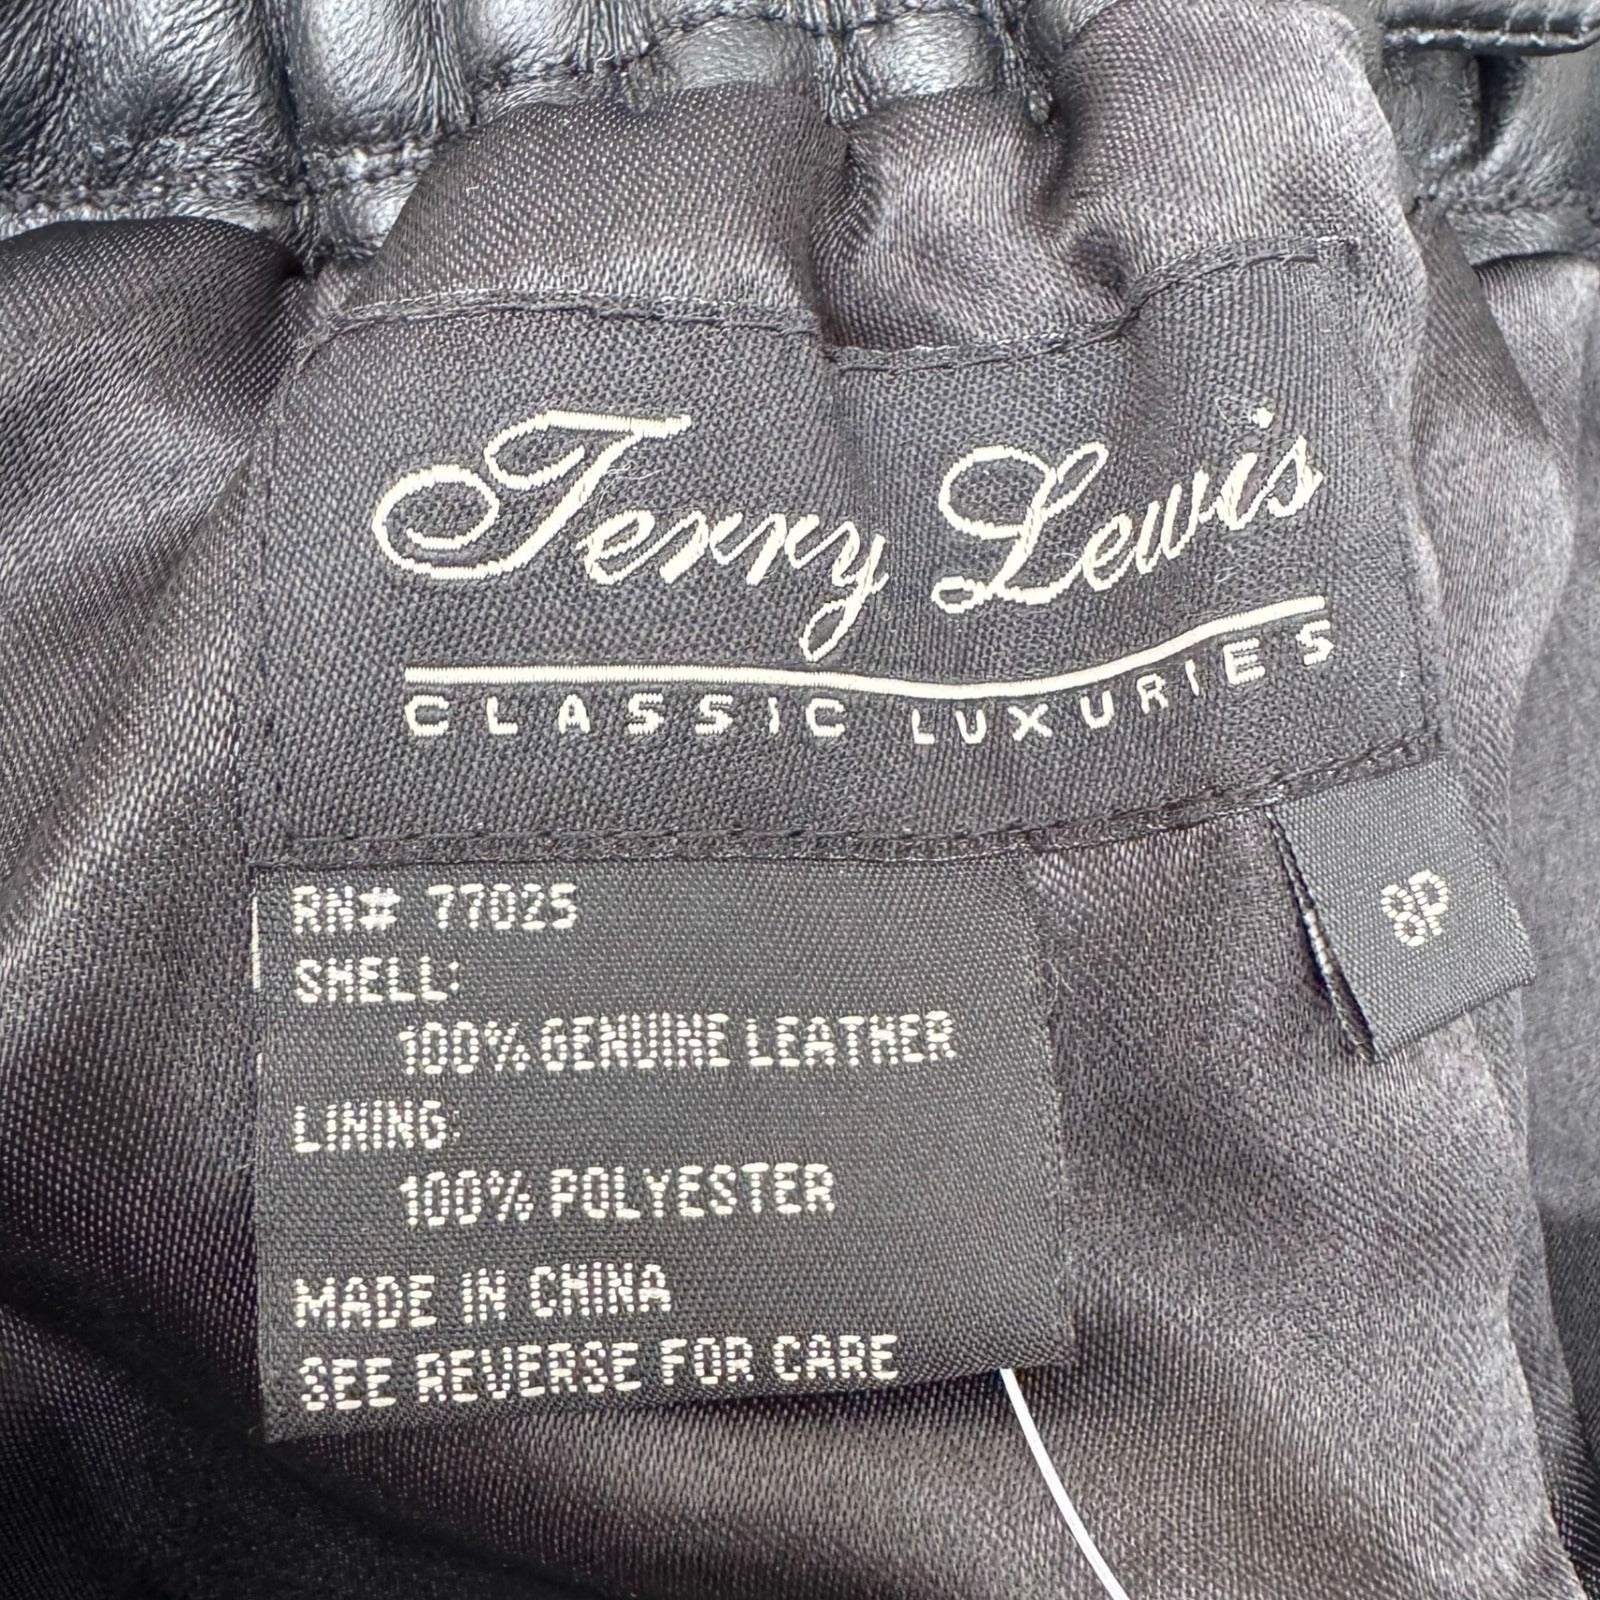 Terry Lewis
CLASSIC LUXURIES
8P
RN# 77025
SHELL:
100% GENUINE LEATHER
LINING:
100% POLYESTER
MADE IN CHINA
SEE REVERSE FOR CARE